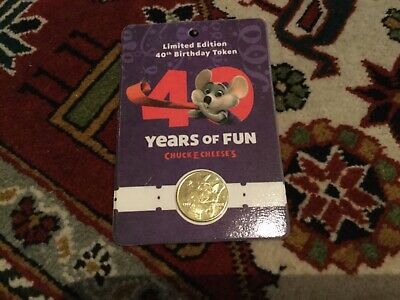 Limited Edition
40th Birthday Token
40
YEARS OF FUN
CHUCK E. CHEESE'S